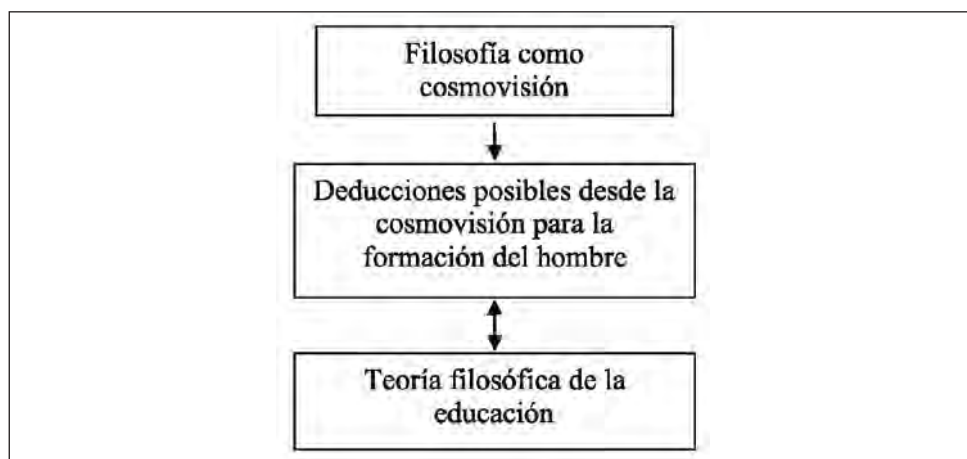 Filosofía como
cosmovisión
Deducciones posibles desde la
cosmovisión para la
formación del hombre
Teoría filosófica de la
educación